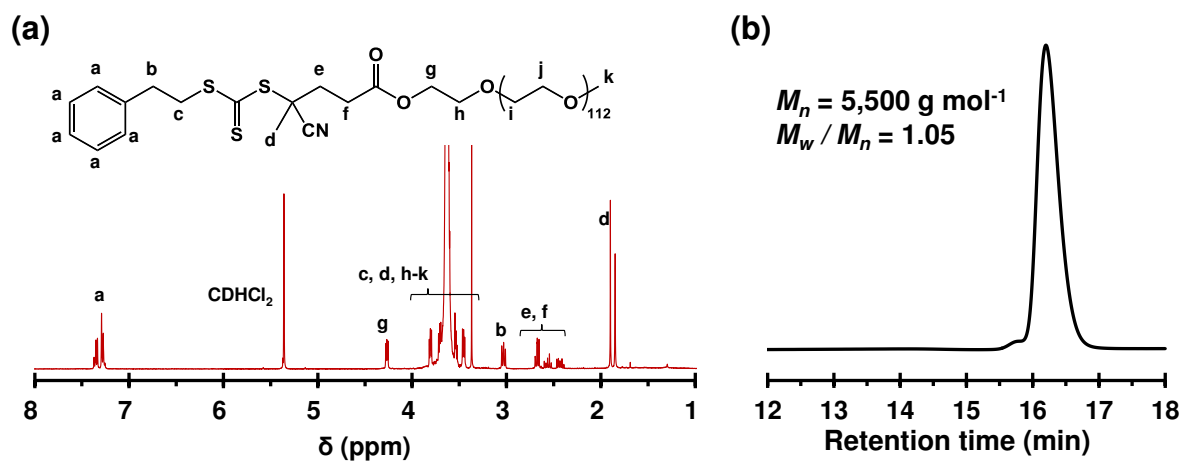 (a)
a
b
e
O
g
j
k
a
S
S
O
O
O
a
c
f
h
i
112
a
a
S
d
CN
a
CDHCl2
c, d, h-k
g
b
e, f
d
8
7
6
5
4
3
2
1
δ (ppm)
(b)
Mn = 5,500 g mol-1
Mw / Mn = 1.05
12
13
14
15
16
17
18
Retention time (min)